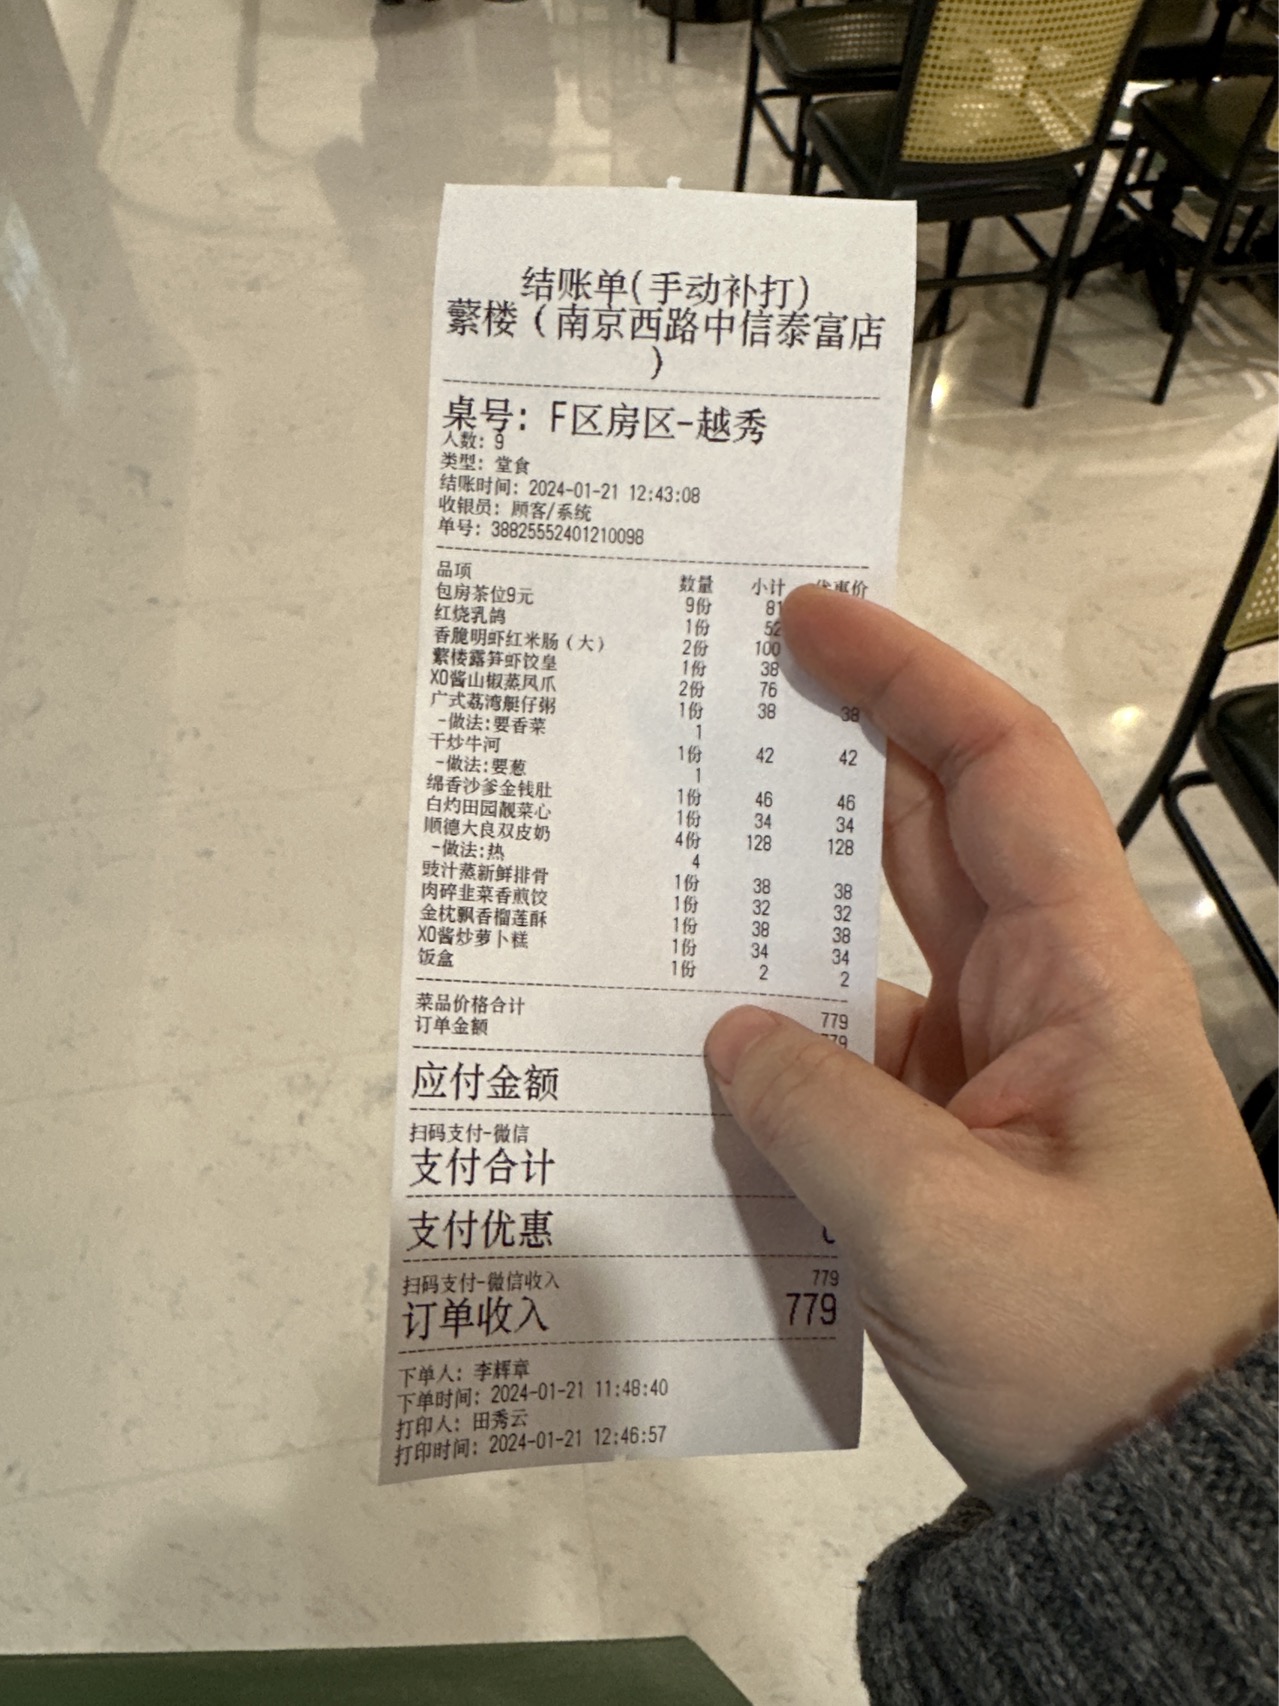 结账单(手动补打)
蘩楼（南京西路中信泰富店
）
桌号: F区房区-越秀
人数: 9
类型: 堂食
结账时间: 2024-01-21 12:43:08
收银员: 顾客/系统
单号: 38825552401210098
品项 数量 小计 优惠价
包房茶位9元 9份 81
红烧乳鸽 1份 52
香脆明虾红米肠（大） 2份 100
蘩楼露笋虾饺皇 1份 38
XO酱山椒蒸凤爪 2份 76
广式荔湾艇仔粥 1份 38 38
-做法:要香菜 1
干炒牛河 1份 42 42
-做法:要葱 1
绵香沙爹金钱肚 1份 46 46
白灼田园靓菜心 1份 34 34
顺德大良双皮奶 4份 128 128
-做法:热 4
豉汁蒸新鲜排骨 1份 38 38
肉碎韭菜香煎饺 1份 32 32
金枕飘香榴莲酥 1份 38 38
XO酱炒萝卜糕 1份 34 34
饭盒 1份 2 2
菜品价格合计 779
订单金额
应付金额
扫码支付-微信
支付合计
支付优惠
扫码支付-微信收入 779
订单收入 779
下单人: 李辉章
下单时间: 2024-01-21 11:48:40
打印人: 田秀云
打印时间: 2024-01-21 12:46:57